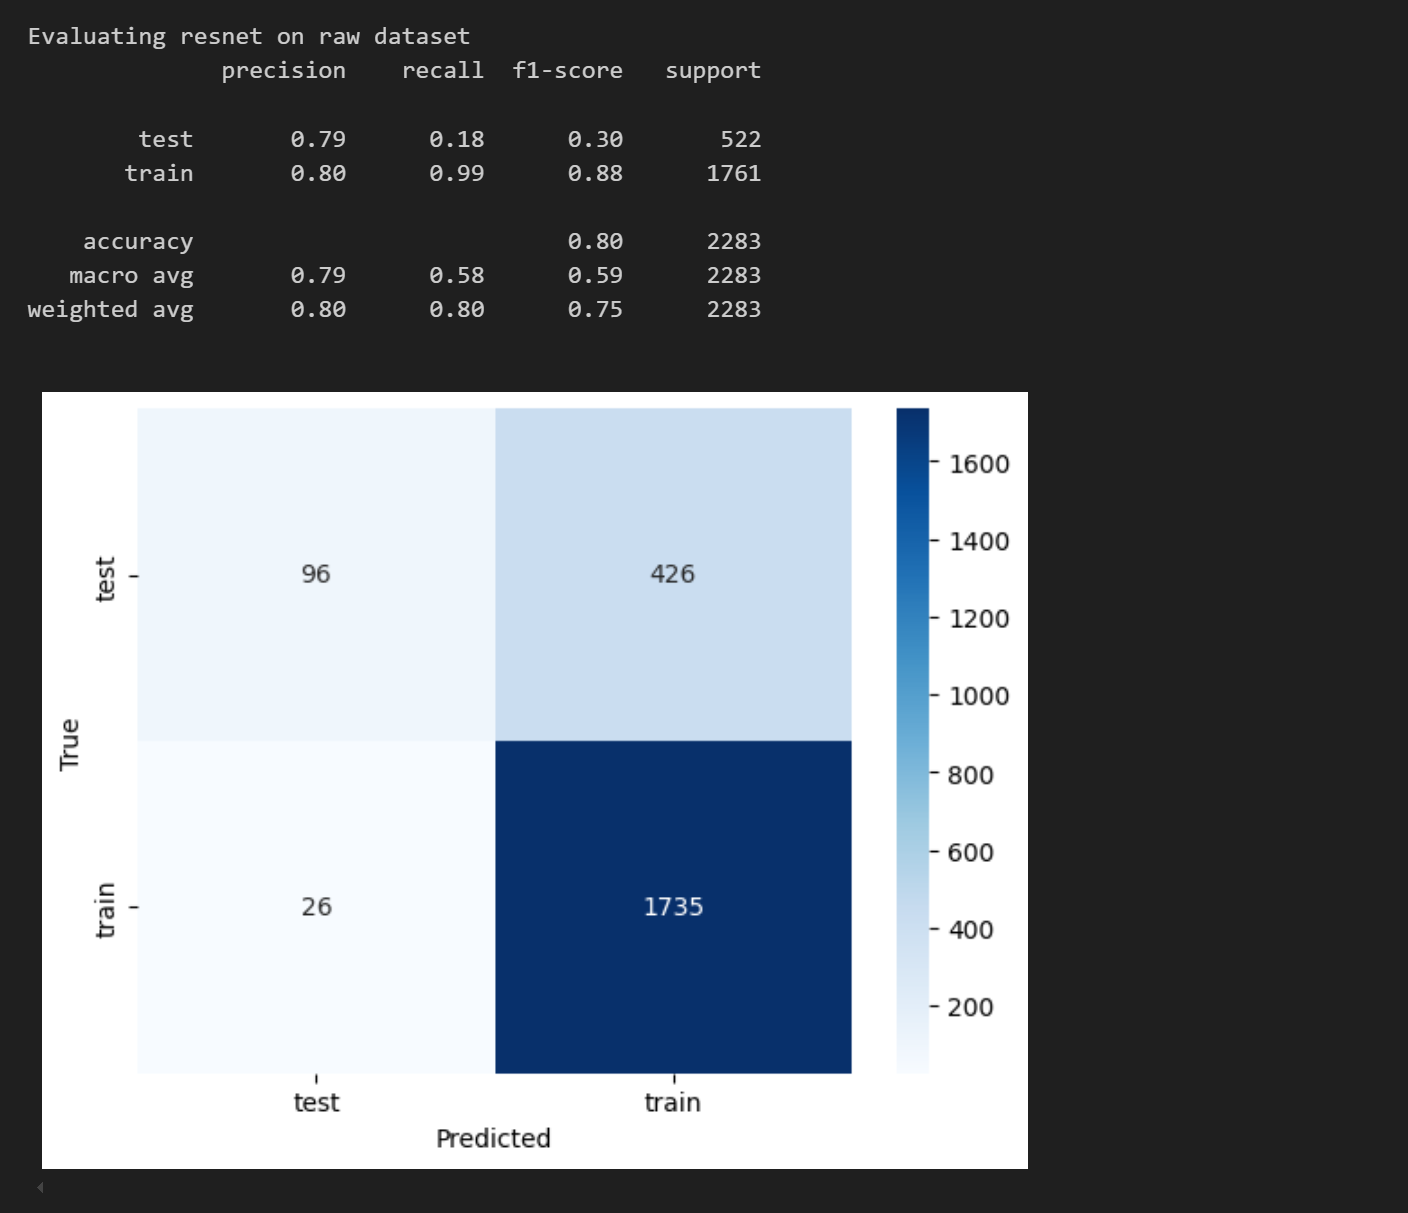 Evaluating resnet on raw dataset
precision recall f1-score support
test 0.79 0.18 0.30 522
train 0.80 0.99 0.88 1761
accuracy 0.80 2283
macro avg 0.79 0.58 0.59 2283
weighted avg 0.80 0.80 0.75 2283
1600
1400
1200
1000
800
600
400
200
True
test
96 426
train
26 1735
test train
Predicted